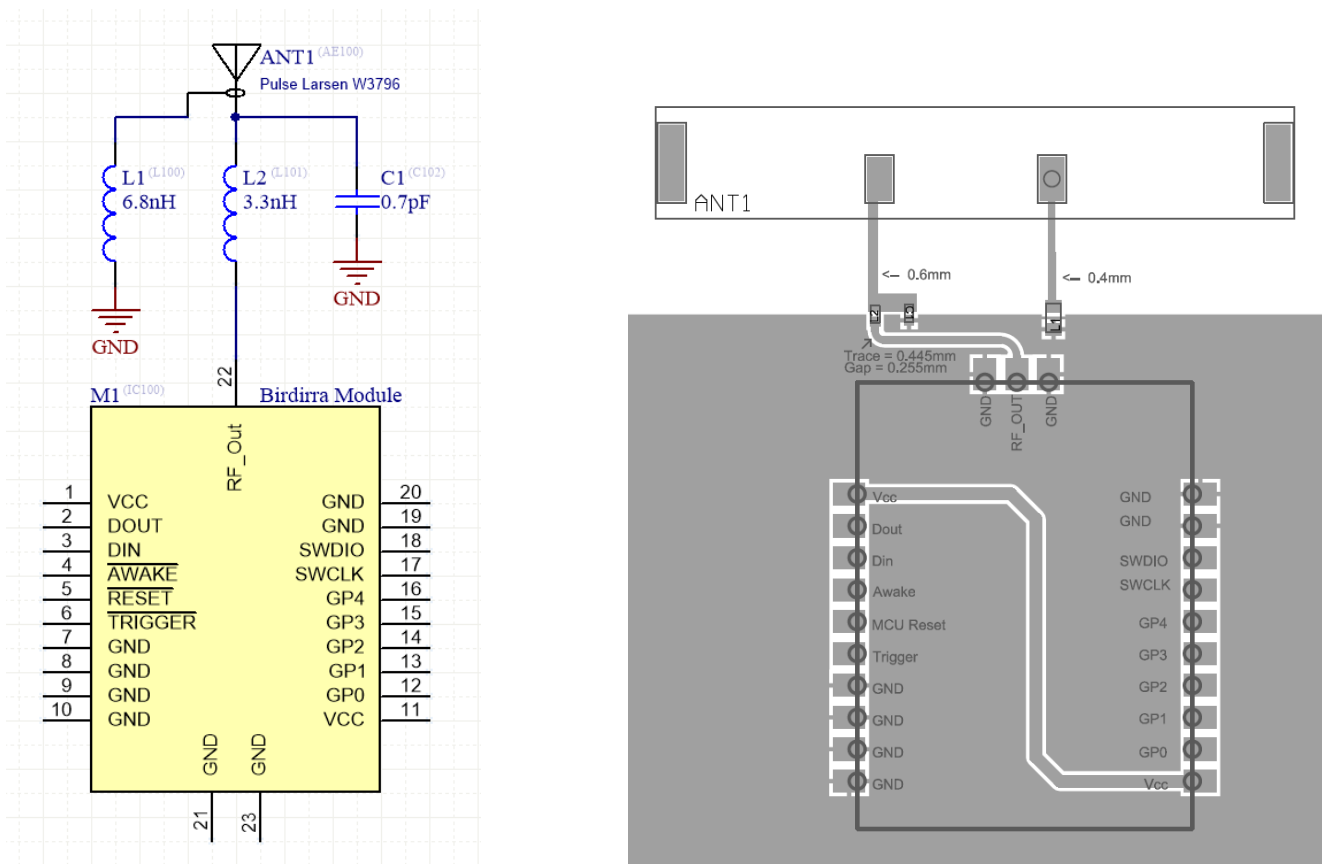 ANT1 (AE100)
Pulse Larsen W3796
L1 (L100)
6.8nH
L2 (L101)
3.3nH
C1 (C102)
0.7pF
GND
GND
22
M1 (IC100)
Birdirra Module
RF_Out
1 VCC
2 DOUT
3 DIN
4 AWAKE
5 RESET
6 TRIGGER
7 GND
8 GND
9 GND
10 GND
GND 20
GND 19
SWDIO 18
SWCLK 17
GP4 16
GP3 15
GP2 14
GP1 13
GP0 12
VCC 11
GND
GND
21
23
ANT1
<- 0.6mm
<- 0.4mm
L2
L1
Trace = 0.445mm
Gap = 0.255mm
GND
RF_OUT
GND
Vcc
Dout
Din
Awake
MCU Reset
Trigger
GND
GND
GND
GND
GND
GND
SWDIO
SWCLK
GP4
GP3
GP2
GP1
GP0
Vcc